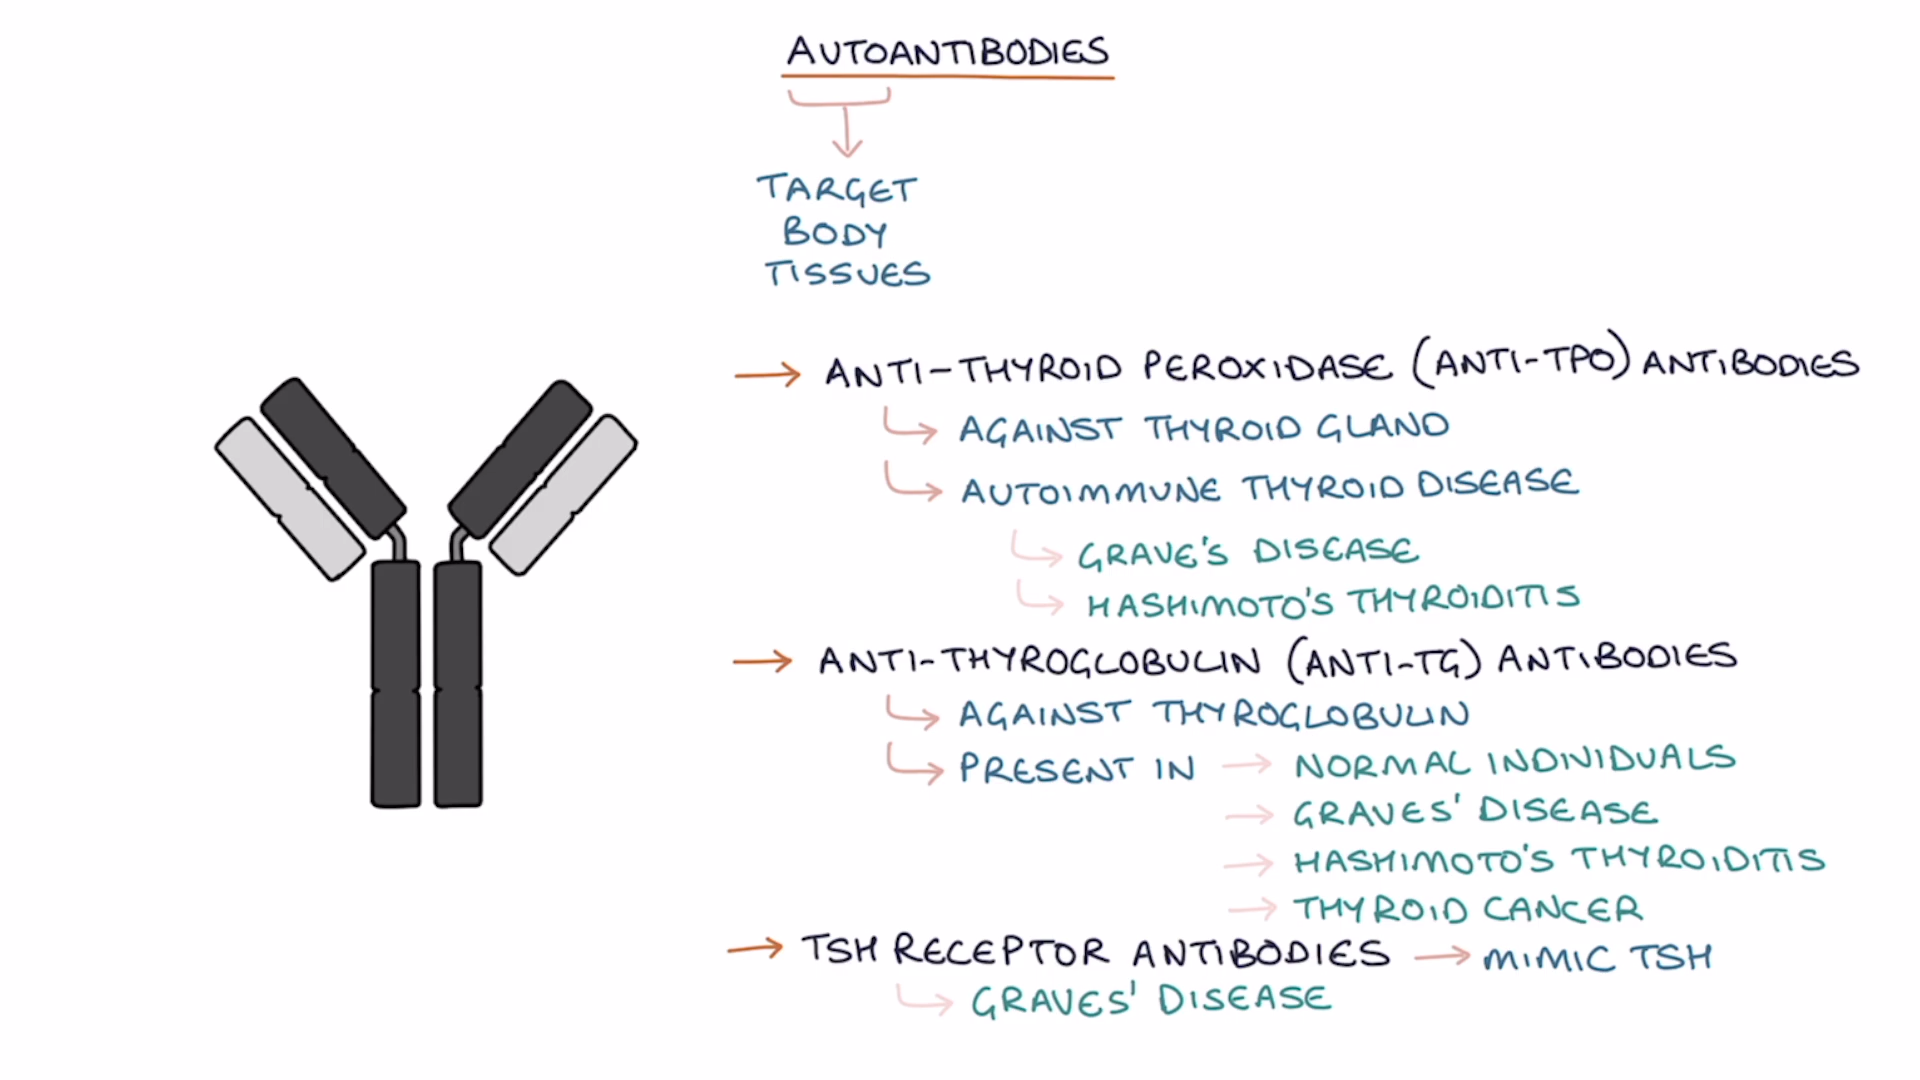 AUTOANTIBODIES
TARGET
BODY
TISSUES
ANTI-THYROID PEROXIDASE (ANTI-TPO) ANTIBODIES
AGAINST THYROID GLAND
AUTOIMMUNE THYROID DISEASE
GRAVE'S DISEASE
HASHIMOTO'S THYROIDITIS
ANTI-THYROGLOBULIN (ANTI-TG) ANTIBODIES
AGAINST THYROGLOBULIN
PRESENT IN NORMAL INDIVIDUALS
GRAVES' DISEASE
HASHIMOTO'S THYROIDITIS
THYROID CANCER
TSH RECEPTOR ANTIBODIES MIMIC TSH
GRAVES' DISEASE